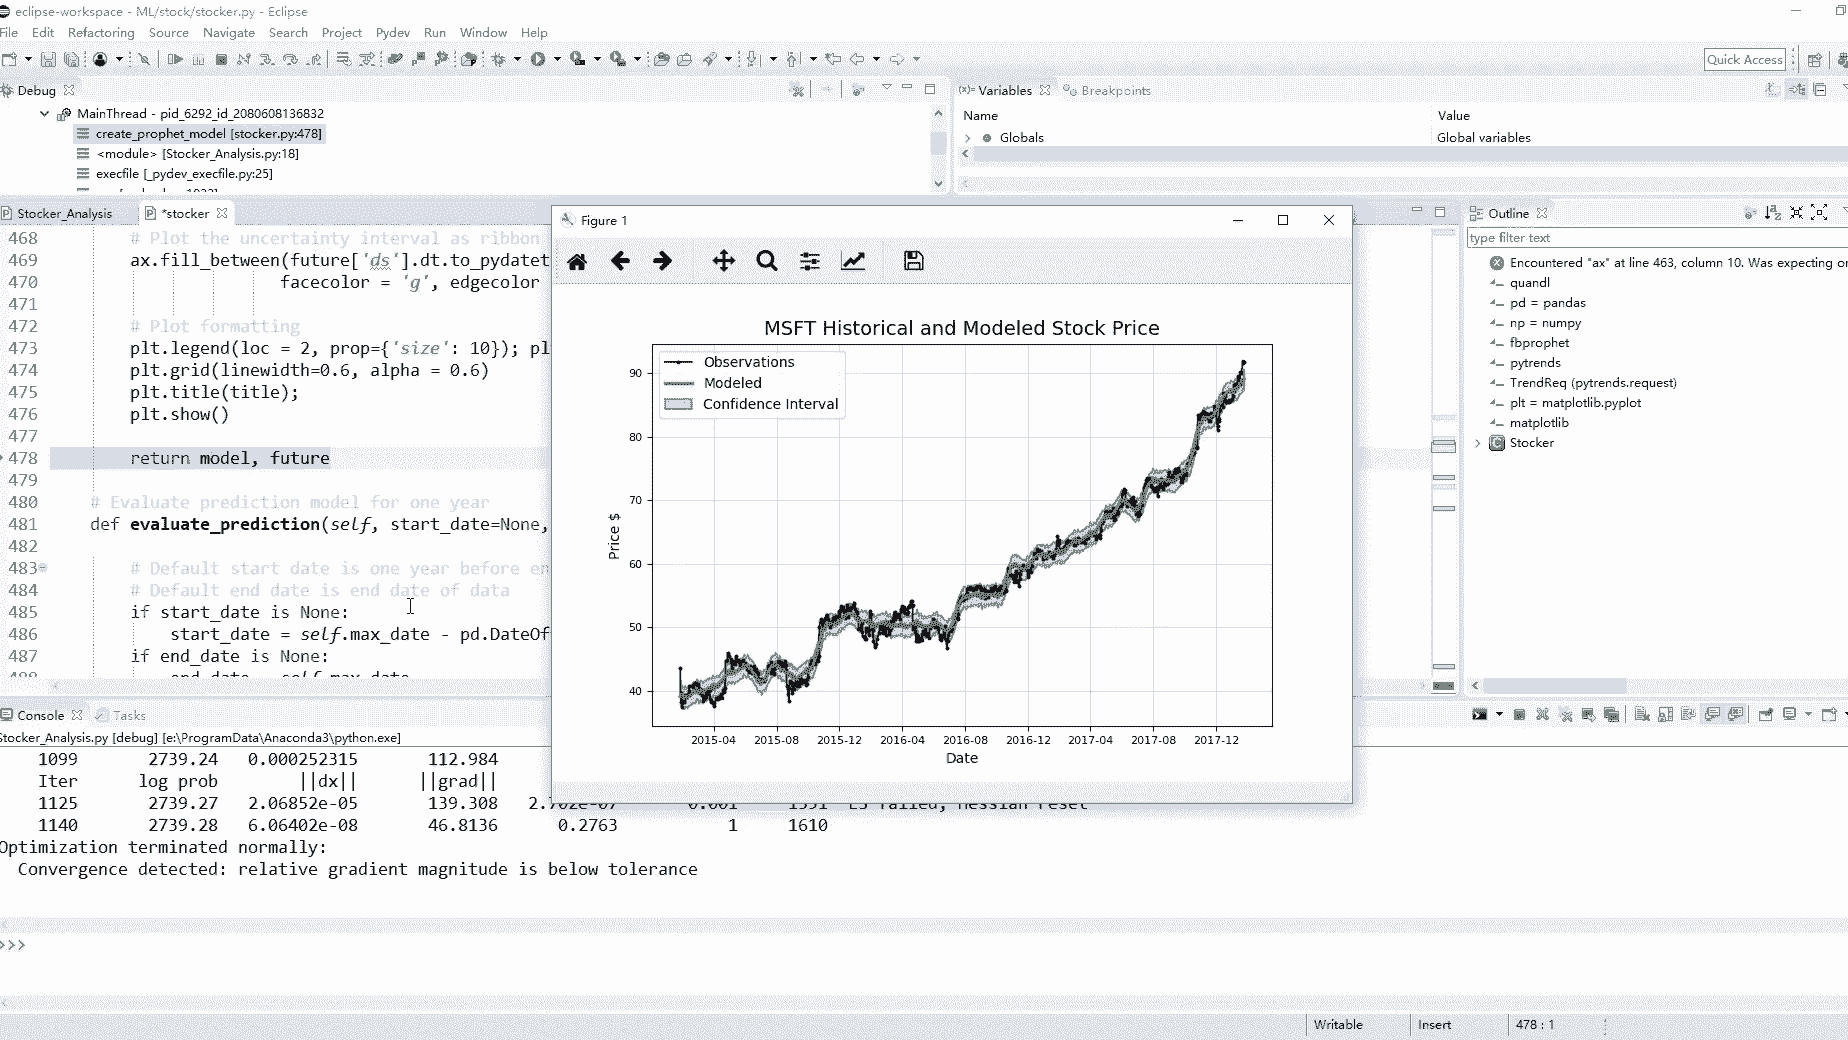 eclipse-workspace - ML/stock/stocker.py - Eclipse
File Edit Refactoring Source Navigate Search Project Pydev Run Window Help
Quick Access
Debug
MainThread - pid_6292_id_2080608136832
create_prophet_model [stocker.py:478]
<module> [Stocker_Analysis.py:18]
execfile [_pydev_execfile.py:25]
(x)= Variables Breakpoints
Name Value
Globals Global variables
Stocker_Analysis *stocker
468 # Plot the uncertainty interval as ribbon
469 ax.fill_between(future['ds'].dt.to_pydatet
470 facecolor = 'g', edgecolor
471
472 # Plot formatting
473 plt.legend(loc = 2, prop={'size': 10}); pl
474 plt.grid(linewidth=0.6, alpha = 0.6)
475 plt.title(title);
476 plt.show()
477
478 return model, future
479
480 # Evaluate prediction model for one year
481 def evaluate_prediction(self, start_date=None,
482
483 # Default start date is one year before en
484 # Default end date is end date of data
485 if start_date is None:
486 start_date = self.max_date - pd.DateOf
487 if end_date is None:
488 end_date = self.max_date
Figure 1
MSFT Historical and Modeled Stock Price
Observations
Modeled
Confidence Interval
Price $
90
80
70
60
50
40
2015-04 2015-08 2015-12 2016-04 2016-08 2016-12 2017-04 2017-08 2017-12
Date
Outline
type filter text
Encountered "ax" at line 463, column 10. Was expecting
quandl
pd = pandas
np = numpy
fbprophet
pytrends
TrendReq (pytrends.request)
plt = matplotlib.pyplot
matplotlib
Stocker
Console Tasks
Stocker_Analysis.py [debug] [e:\ProgramData\Anaconda3\python.exe]
1099 2739.24 0.000252315 112.984
Iter log prob ||dx|| ||grad||
1125 2739.27 2.06852e-05 139.308
1140 2739.28 6.06402e-08 46.8136 0.2763 1 1610
Optimization terminated normally:
Convergence detected: relative gradient magnitude is below tolerance
>>>
Writable Insert 478 : 1